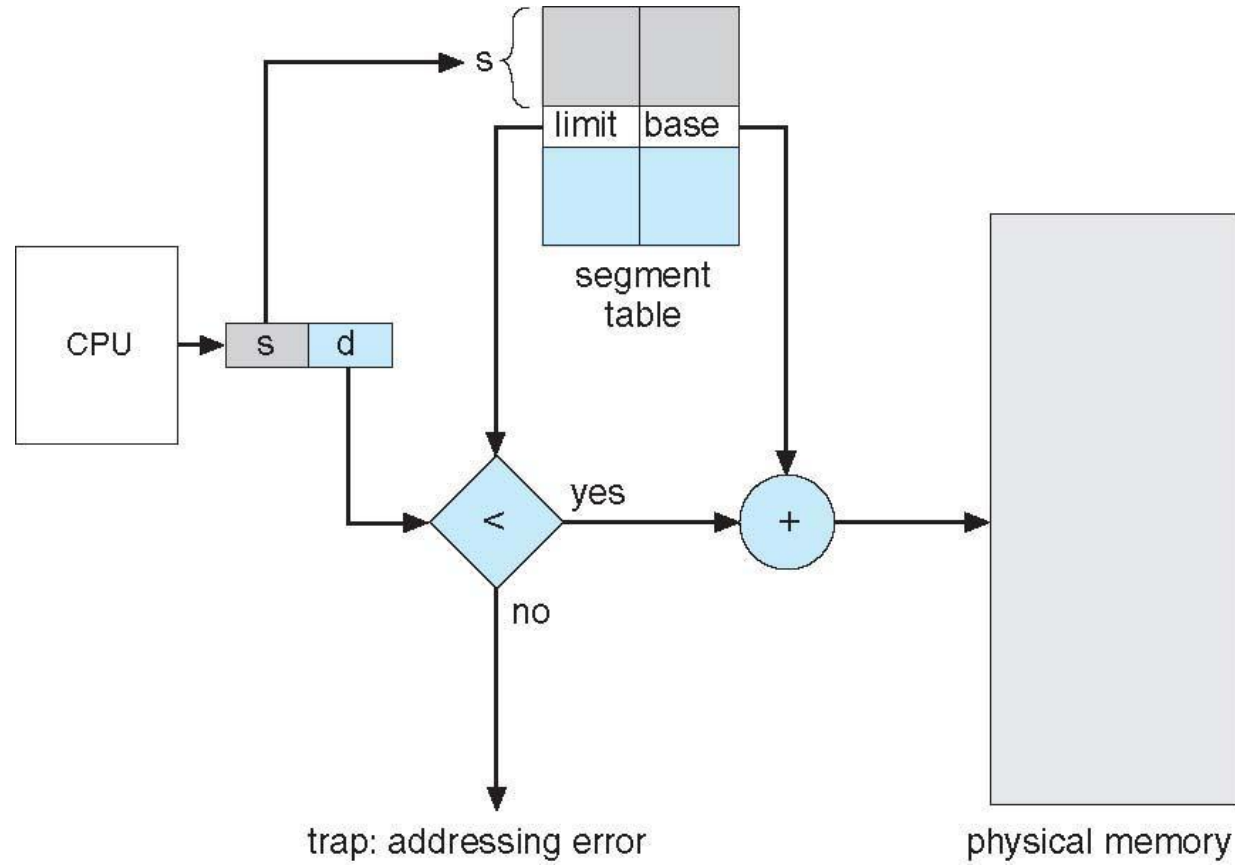 s
limit base
segment
table
CPU
s d
< yes +
no
trap: addressing error
physical memory